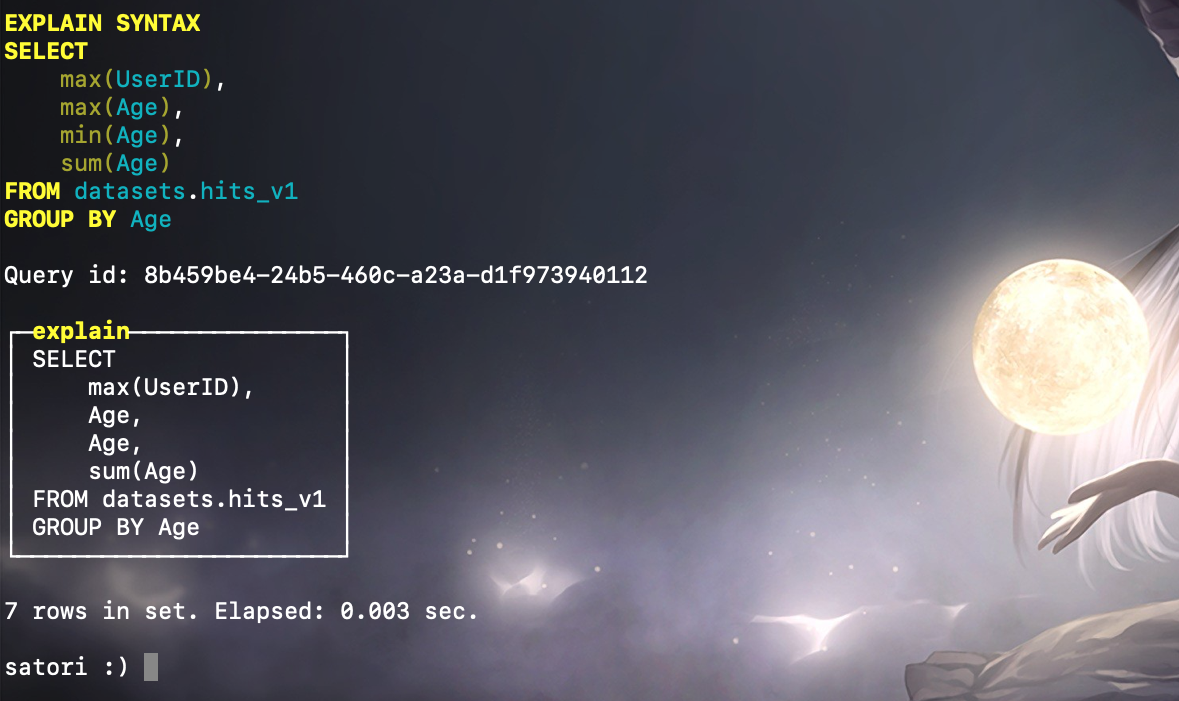 EXPLAIN SYNTAX
SELECT
    max(UserID),
    max(Age),
    min(Age),
    sum(Age)
FROM datasets.hits_v1
GROUP BY Age
Query id: 8b459be4-24b5-460c-a23a-d1f973940112
explain
SELECT
    max(UserID),
    Age,
    Age,
    sum(Age)
FROM datasets.hits_v1
GROUP BY Age
7 rows in set. Elapsed: 0.003 sec.
satori :)